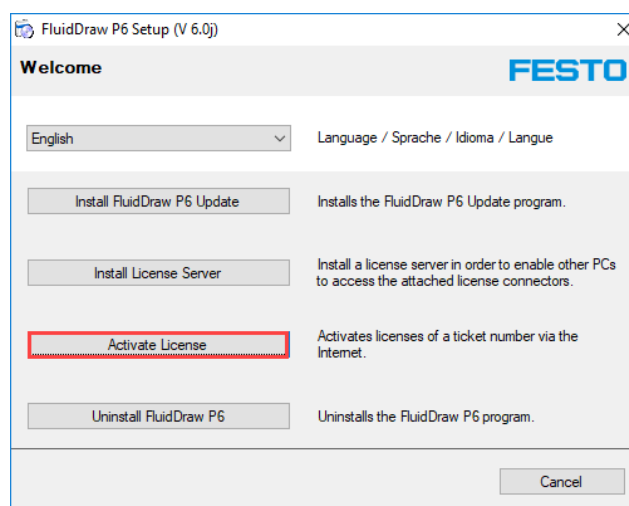 FluidDraw P6 Setup (V 6.0j)
Welcome
FESTO
English
Language / Sprache / Idioma / Langue
Install FluidDraw P6 Update
Installs the FluidDraw P6 Update program.
Install License Server
Install a license server in order to enable other PCs
to access the attached license connectors.
Activate License
Activates licenses of a ticket number via the
Internet.
Uninstall FluidDraw P6
Uninstalls the FluidDraw P6 program.
Cancel